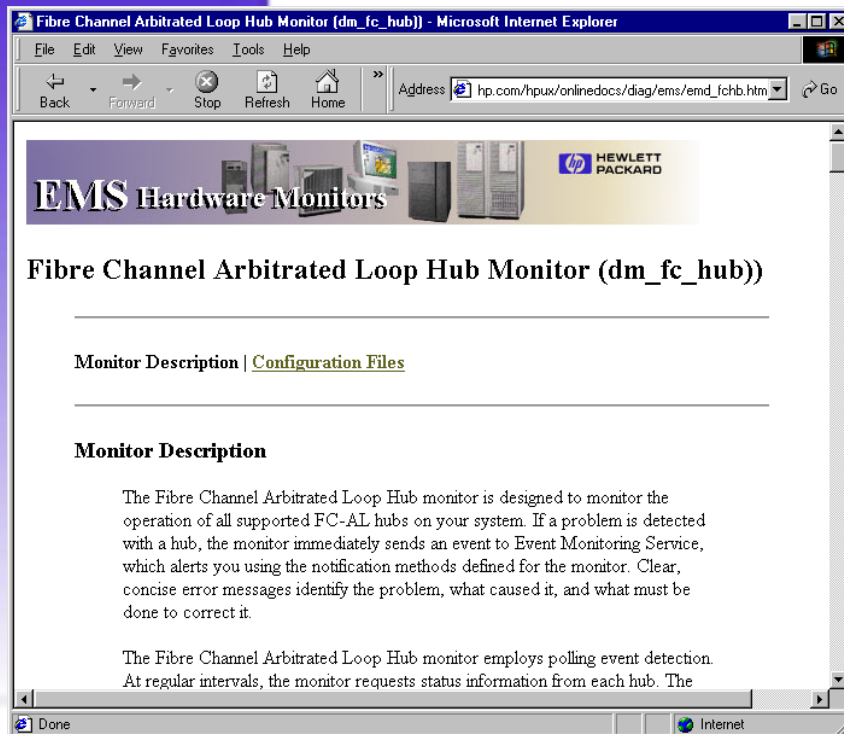 Fibre Channel Arbitrated Loop Hub Monitor (dm_fc_hub)) - Microsoft Internet Explorer
File Edit View Favorites Tools Help
Back Forward Stop Refresh Home » Address hp.com/hpux/onlinedocs/diag/ems/emd_fchb.htm Go
EMS Hardware Monitors
hp HEWLETT
PACKARD
Fibre Channel Arbitrated Loop Hub Monitor (dm_fc_hub))
Monitor Description | Configuration Files
Monitor Description
The Fibre Channel Arbitrated Loop Hub monitor is designed to monitor the
operation of all supported FC-AL hubs on your system. If a problem is detected
with a hub, the monitor immediately sends an event to Event Monitoring Service,
which alerts you using the notification methods defined for the monitor. Clear,
concise error messages identify the problem, what caused it, and what must be
done to correct it.
The Fibre Channel Arbitrated Loop Hub monitor employs polling event detection.
At regular intervals, the monitor requests status information from each hub. The
Done Internet